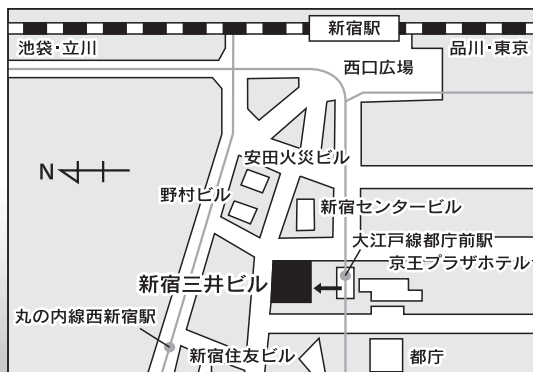 新宿駅
池袋・立川
品川・東京
西口広場
安田火災ビル
N
野村ビル
新宿センタービル
大江戸線都庁前駅
京王プラザホテル
新宿三井ビル
丸の内線西新宿駅
新宿住友ビル
都庁